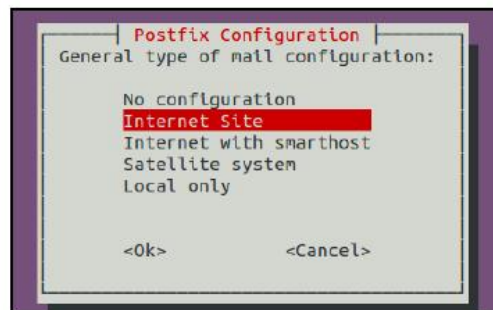 Postfix Configuration
General type of mail configuration:
No configuration
Internet Site
Internet with smarthost
Satellite system
Local only
<Ok> <Cancel>